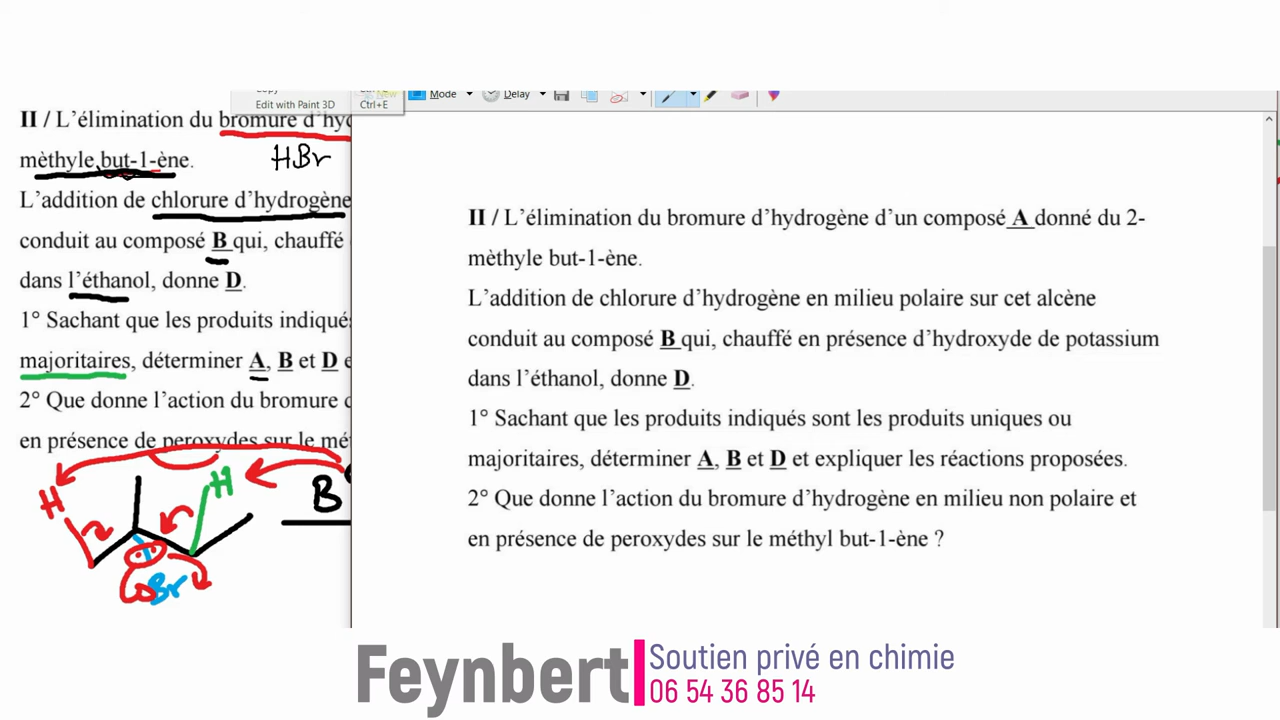 Copy
Edit with Paint 3D
Ctrl+E
New
Mode
Delay
II / L'élimination du bromure d'hyd
mèthyle but-1-ène.
HBr
L'addition de chlorure d'hydrogène
conduit au composé B qui, chauffé
dans l'éthanol, donne D.
1° Sachant que les produits indiqué
majoritaires, déterminer A, B et D e
2° Que donne l'action du bromure d
en présence de peroxydes sur le mét
H
H
B
Br
II / L'élimination du bromure d'hydrogène d'un composé A donné du 2-
mèthyle but-1-ène.
L'addition de chlorure d'hydrogène en milieu polaire sur cet alcène
conduit au composé B qui, chauffé en présence d'hydroxyde de potassium
dans l'éthanol, donne D.
1° Sachant que les produits indiqués sont les produits uniques ou
majoritaires, déterminer A, B et D et expliquer les réactions proposées.
2° Que donne l'action du bromure d'hydrogène en milieu non polaire et
en présence de peroxydes sur le méthyl but-1-ène ?
Feynbert
Soutien privé en chimie
06 54 36 85 14